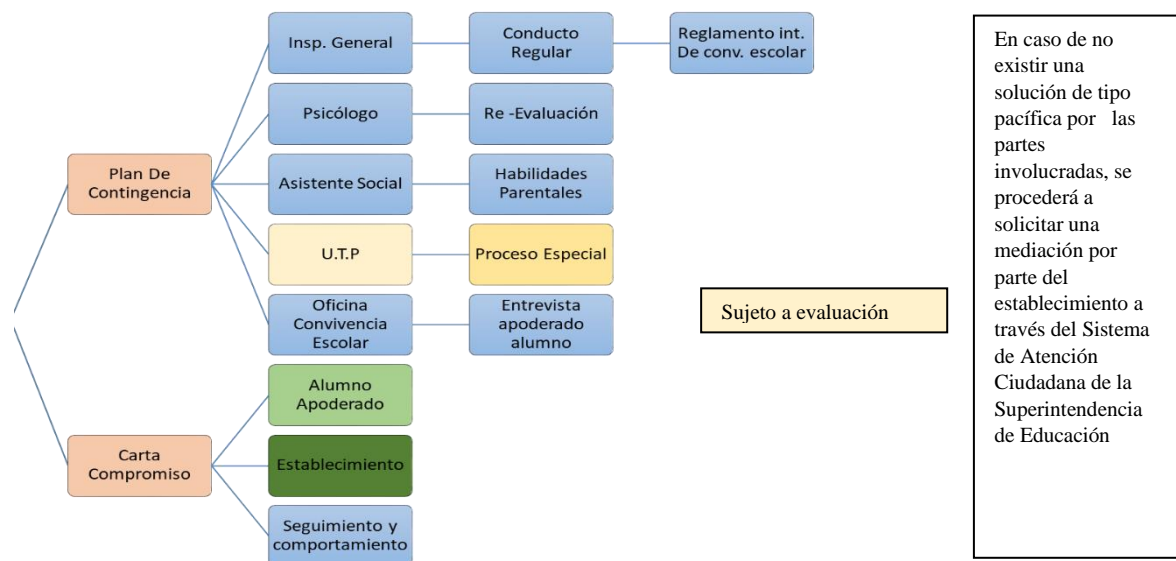 Insp. General
Conducto
Regular
Reglamento int.
De conv. escolar
Psicólogo
Re -Evaluación
Plan De
Contingencia
Asistente Social
Habilidades
Parentales
U.T.P
Proceso Especial
Oficina
Convivencia
Escolar
Entrevista
apoderado
alumno
Alumno
Apoderado
Carta
Compromiso
Establecimiento
Seguimiento y
comportamiento
Sujeto a evaluación
En caso de no
existir una
solución de tipo
pacífica por las
partes
involucradas, se
procederá a
solicitar una
mediación por
parte del
establecimiento a
través del Sistema
de Atención
Ciudadana de la
Superintendencia
de Educación